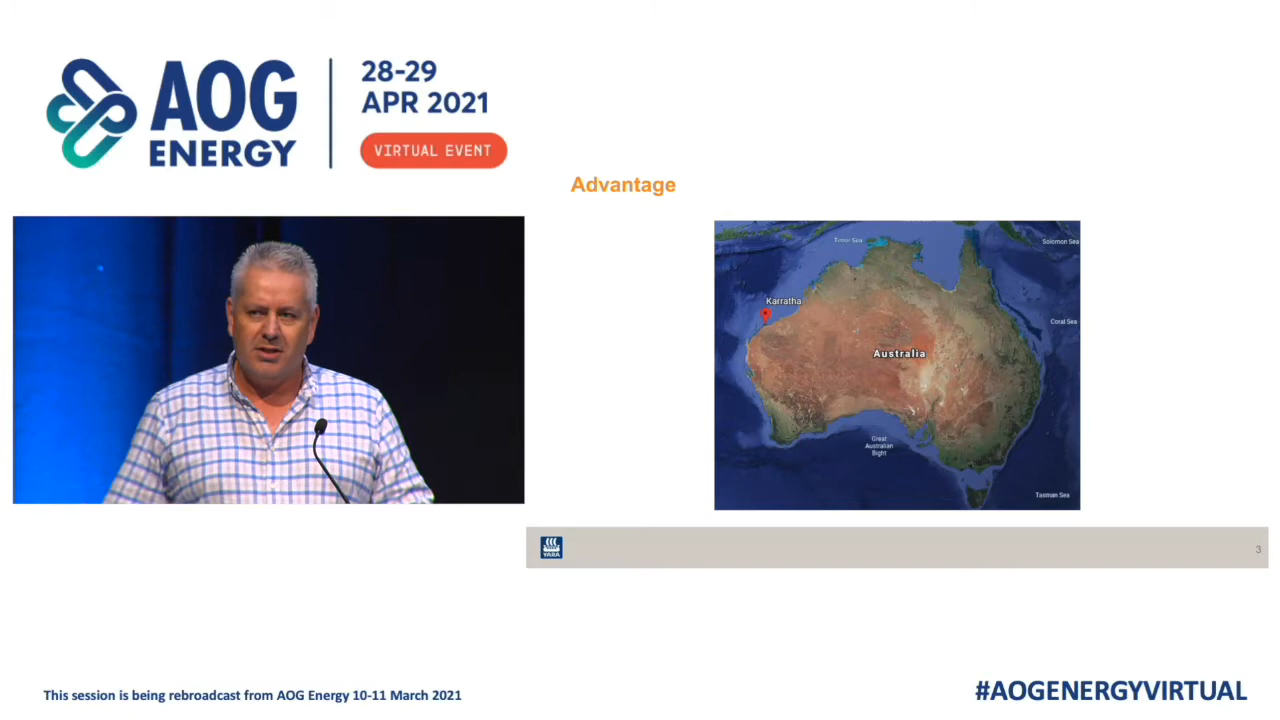 AOG
ENERGY
28-29
APR 2021
VIRTUAL EVENT
Advantage
Timor Sea
Solomon Sea
Karratha
Coral Sea
Australia
Great
Australian
Bight
Tasman Sea
YARA
3
This session is being rebroadcast from AOG Energy 10-11 March 2021
#AOGENERGYVIRTUAL